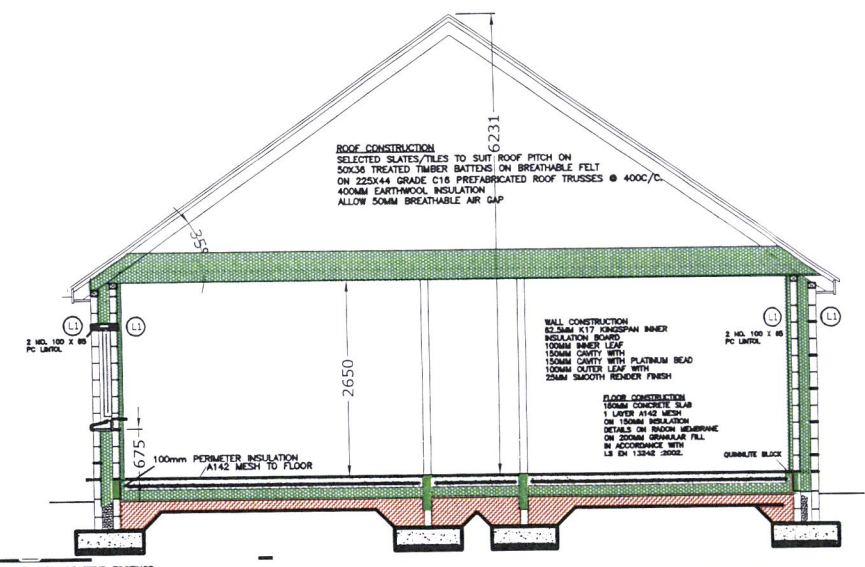 6231
ROOF CONSTRUCTION
SELECTED SLATES/TILES TO SUIT ROOF PITCH ON
50X36 TREATED TIMBER BATTENS ON BREATHABLE FELT
ON 225X44 GRADE C16 PREFABRICATED ROOF TRUSSES @ 400C/C.
400MM EARTHWOOL INSULATION
ALLOW 50MM BREATHABLE AIR GAP
35°
L1
L1
2 NO. 100 X 65
PC LINTOL
2650
WALL CONSTRUCTION
62.5MM K17 KINGSPAN INNER
INSULATION BOARD
100MM INNER LEAF
150MM CAVITY WITH
150MM CAVITY WITH PLATINUM BEAD
100MM OUTER LEAF WITH
25MM SMOOTH RENDER FINISH
L1
L1
2 NO. 100 X 65
PC LINTOL
FLOOR CONSTRUCTION
150MM CONCRETE SLAB
1 LAYER A142 MESH
ON 150MM INSULATION
DETAILS ON RADON MEMBRANE
ON 200MM GRANULAR FILL
IN ACCORDANCE WITH
I.S EN 13242 :2002.
QUINNLITE BLOCK
675
100mm PERIMETER INSULATION
A142 MESH TO FLOOR